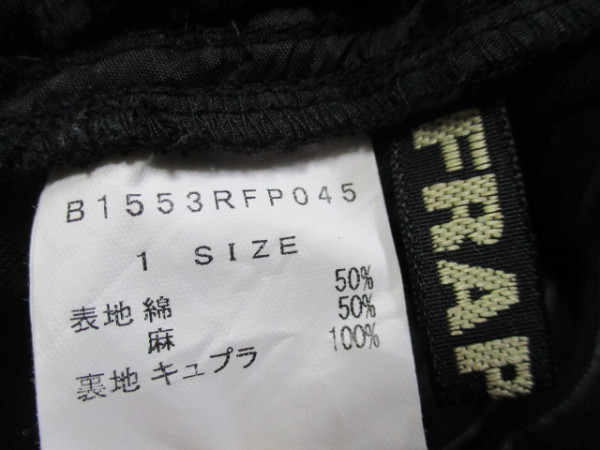 B1553RFP045
1 SIZE
表地 綿 50%
麻 50%
裏地 キュプラ 100%
FRAP